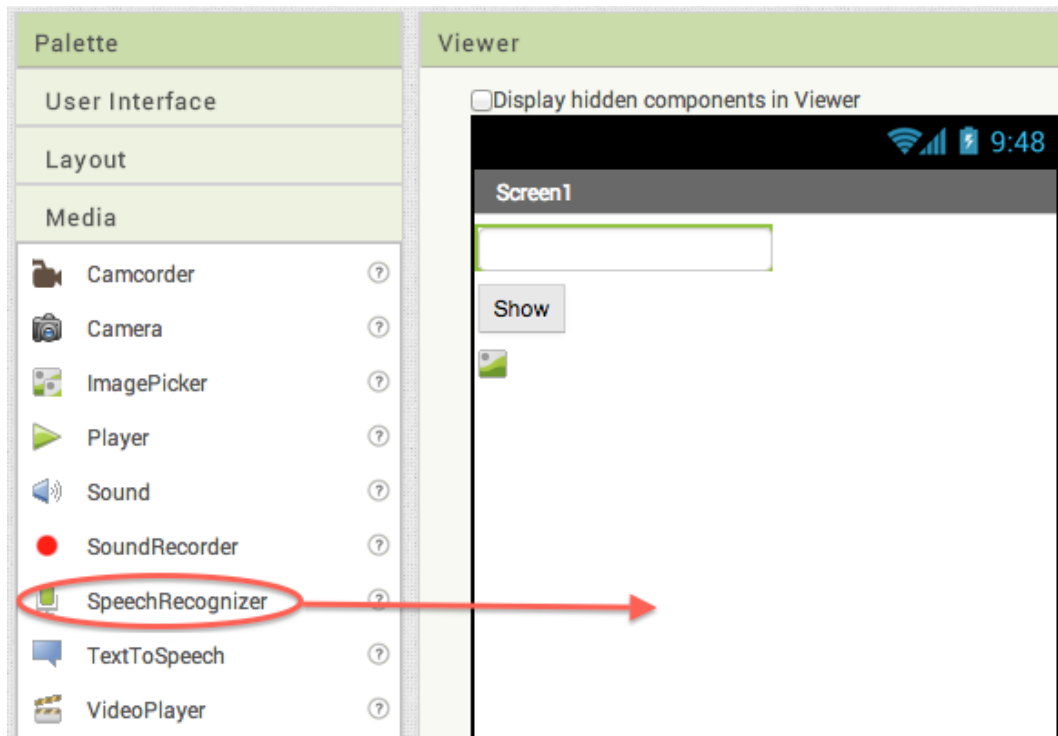 Palette
User Interface
Layout
Media
Camcorder
Camera
ImagePicker
Player
Sound
SoundRecorder
SpeechRecognizer
TextToSpeech
VideoPlayer
Viewer
Display hidden components in Viewer
9:48
Screen1
Show